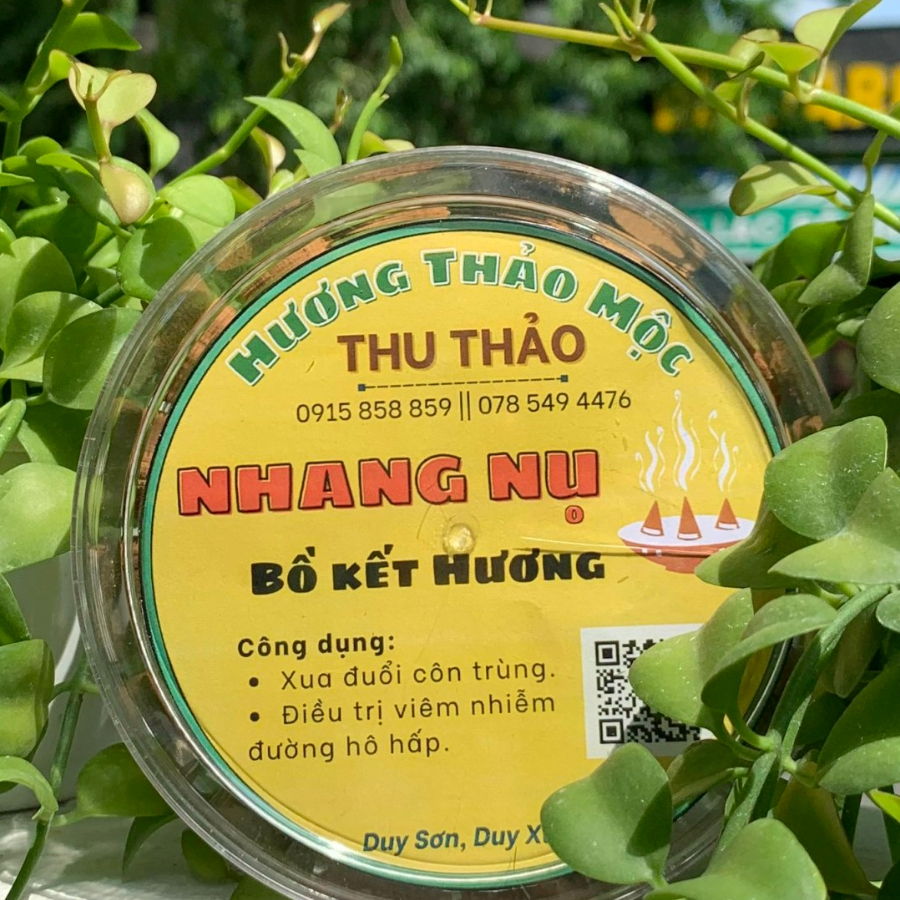 HƯƠNG THẢO MỘC
THU THẢO
0915 858 859 || 078 549 4476
NHANG NỤ
BỒ KẾT HƯƠNG
Công dụng:
• Xua đuổi côn trùng.
• Điều trị viêm nhiễm
đường hô hấp.
Duy Sơn, Duy